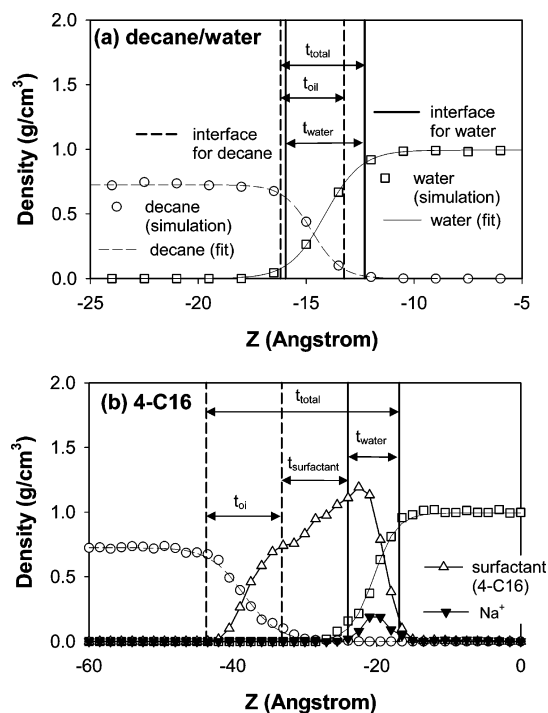 (a) decane/water
t_total
t_oil
t_water
interface for decane
interface for water
decane (simulation)
decane (fit)
water (simulation)
water (fit)
Density (g/cm³)
2.0
1.5
1.0
0.5
0.0
-25 -20 -15 -10 -5
Z (Angstrom)
(b) 4-C16
t_total
t_water
t_surfactant
t_oi
surfactant (4-C16)
Na⁺
Density (g/cm³)
2.0
1.5
1.0
0.5
0.0
-60 -40 -20 0
Z (Angstrom)